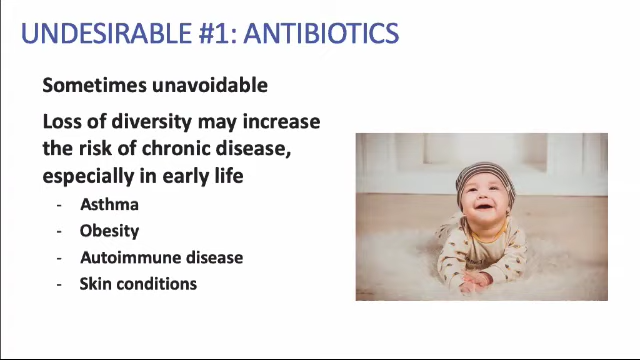 UNDESIRABLE #1: ANTIBIOTICS
Sometimes unavoidable
Loss of diversity may increase
the risk of chronic disease,
especially in early life
- Asthma
- Obesity
- Autoimmune disease
- Skin conditions